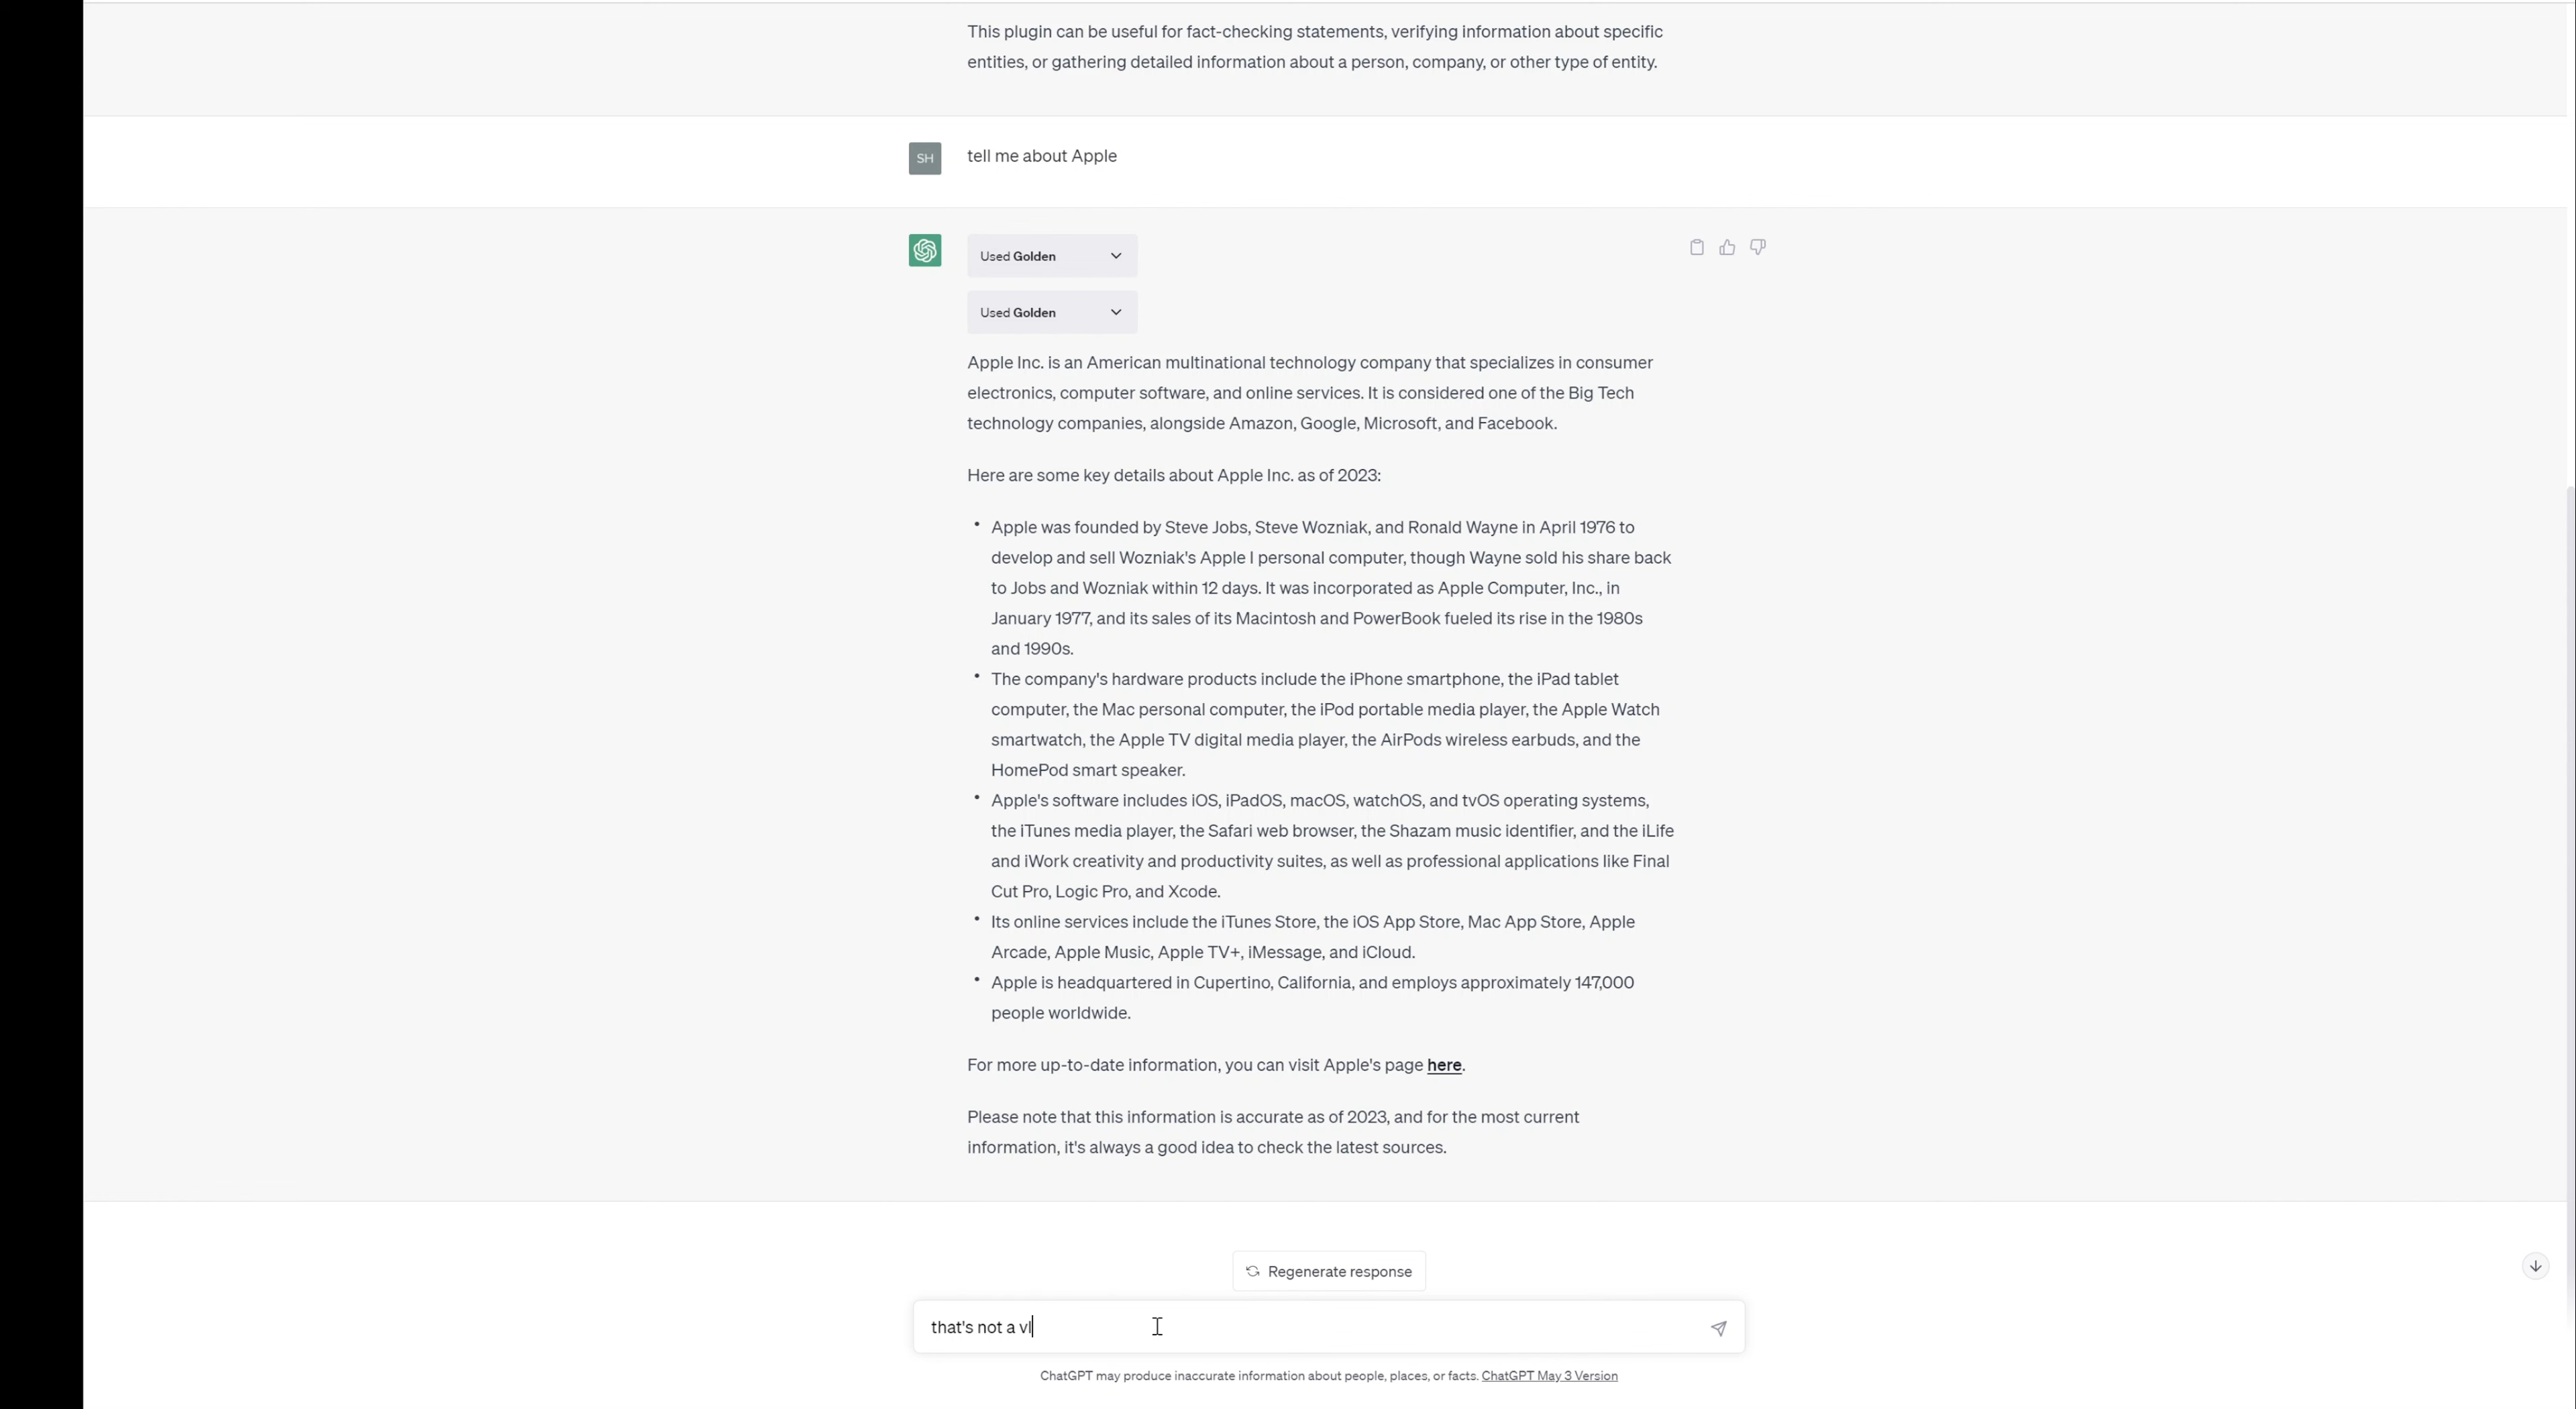 This plugin can be useful for fact-checking statements, verifying information about specific
entities, or gathering detailed information about a person, company, or other type of entity.
SH
tell me about Apple
Used Golden
Used Golden
Apple Inc. is an American multinational technology company that specializes in consumer
electronics, computer software, and online services. It is considered one of the Big Tech
technology companies, alongside Amazon, Google, Microsoft, and Facebook.
Here are some key details about Apple Inc. as of 2023:
• Apple was founded by Steve Jobs, Steve Wozniak, and Ronald Wayne in April 1976 to
develop and sell Wozniak's Apple I personal computer, though Wayne sold his share back
to Jobs and Wozniak within 12 days. It was incorporated as Apple Computer, Inc., in
January 1977, and its sales of its Macintosh and PowerBook fueled its rise in the 1980s
and 1990s.
• The company's hardware products include the iPhone smartphone, the iPad tablet
computer, the Mac personal computer, the iPod portable media player, the Apple Watch
smartwatch, the Apple TV digital media player, the AirPods wireless earbuds, and the
HomePod smart speaker.
• Apple's software includes iOS, iPadOS, macOS, watchOS, and tvOS operating systems,
the iTunes media player, the Safari web browser, the Shazam music identifier, and the iLife
and iWork creativity and productivity suites, as well as professional applications like Final
Cut Pro, Logic Pro, and Xcode.
• Its online services include the iTunes Store, the iOS App Store, Mac App Store, Apple
Arcade, Apple Music, Apple TV+, iMessage, and iCloud.
• Apple is headquartered in Cupertino, California, and employs approximately 147,000
people worldwide.
For more up-to-date information, you can visit Apple's page here.
Please note that this information is accurate as of 2023, and for the most current
information, it's always a good idea to check the latest sources.
Regenerate response
that's not a vl
ChatGPT may produce inaccurate information about people, places, or facts. ChatGPT May 3 Version